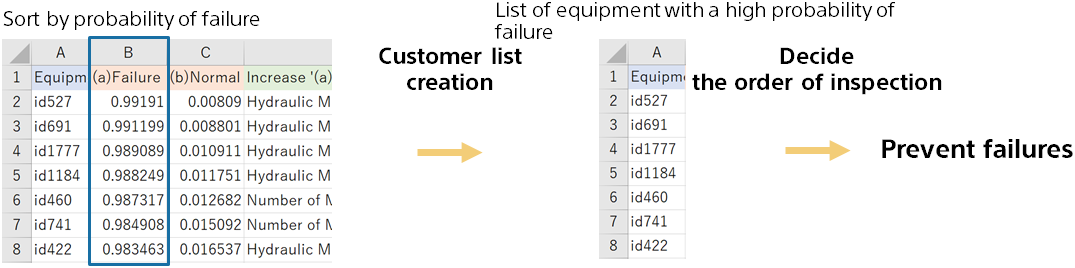 Sort by probability of failure
A B C
1 Equipm (a)Failure (b)Normal Increase '(a)
2 id527 0.99191 0.00809 Hydraulic M
3 id691 0.991199 0.008801 Hydraulic M
4 id1777 0.989089 0.010911 Hydraulic M
5 id1184 0.988249 0.011751 Hydraulic M
6 id460 0.987317 0.012682 Number of M
7 id741 0.984908 0.015092 Number of M
8 id422 0.983463 0.016537 Hydraulic M
Customer list
creation
List of equipment with a high probability of
failure
A
1 Equipm
2 id527
3 id691
4 id1777
5 id1184
6 id460
7 id741
8 id422
Decide
the order of inspection
Prevent failures